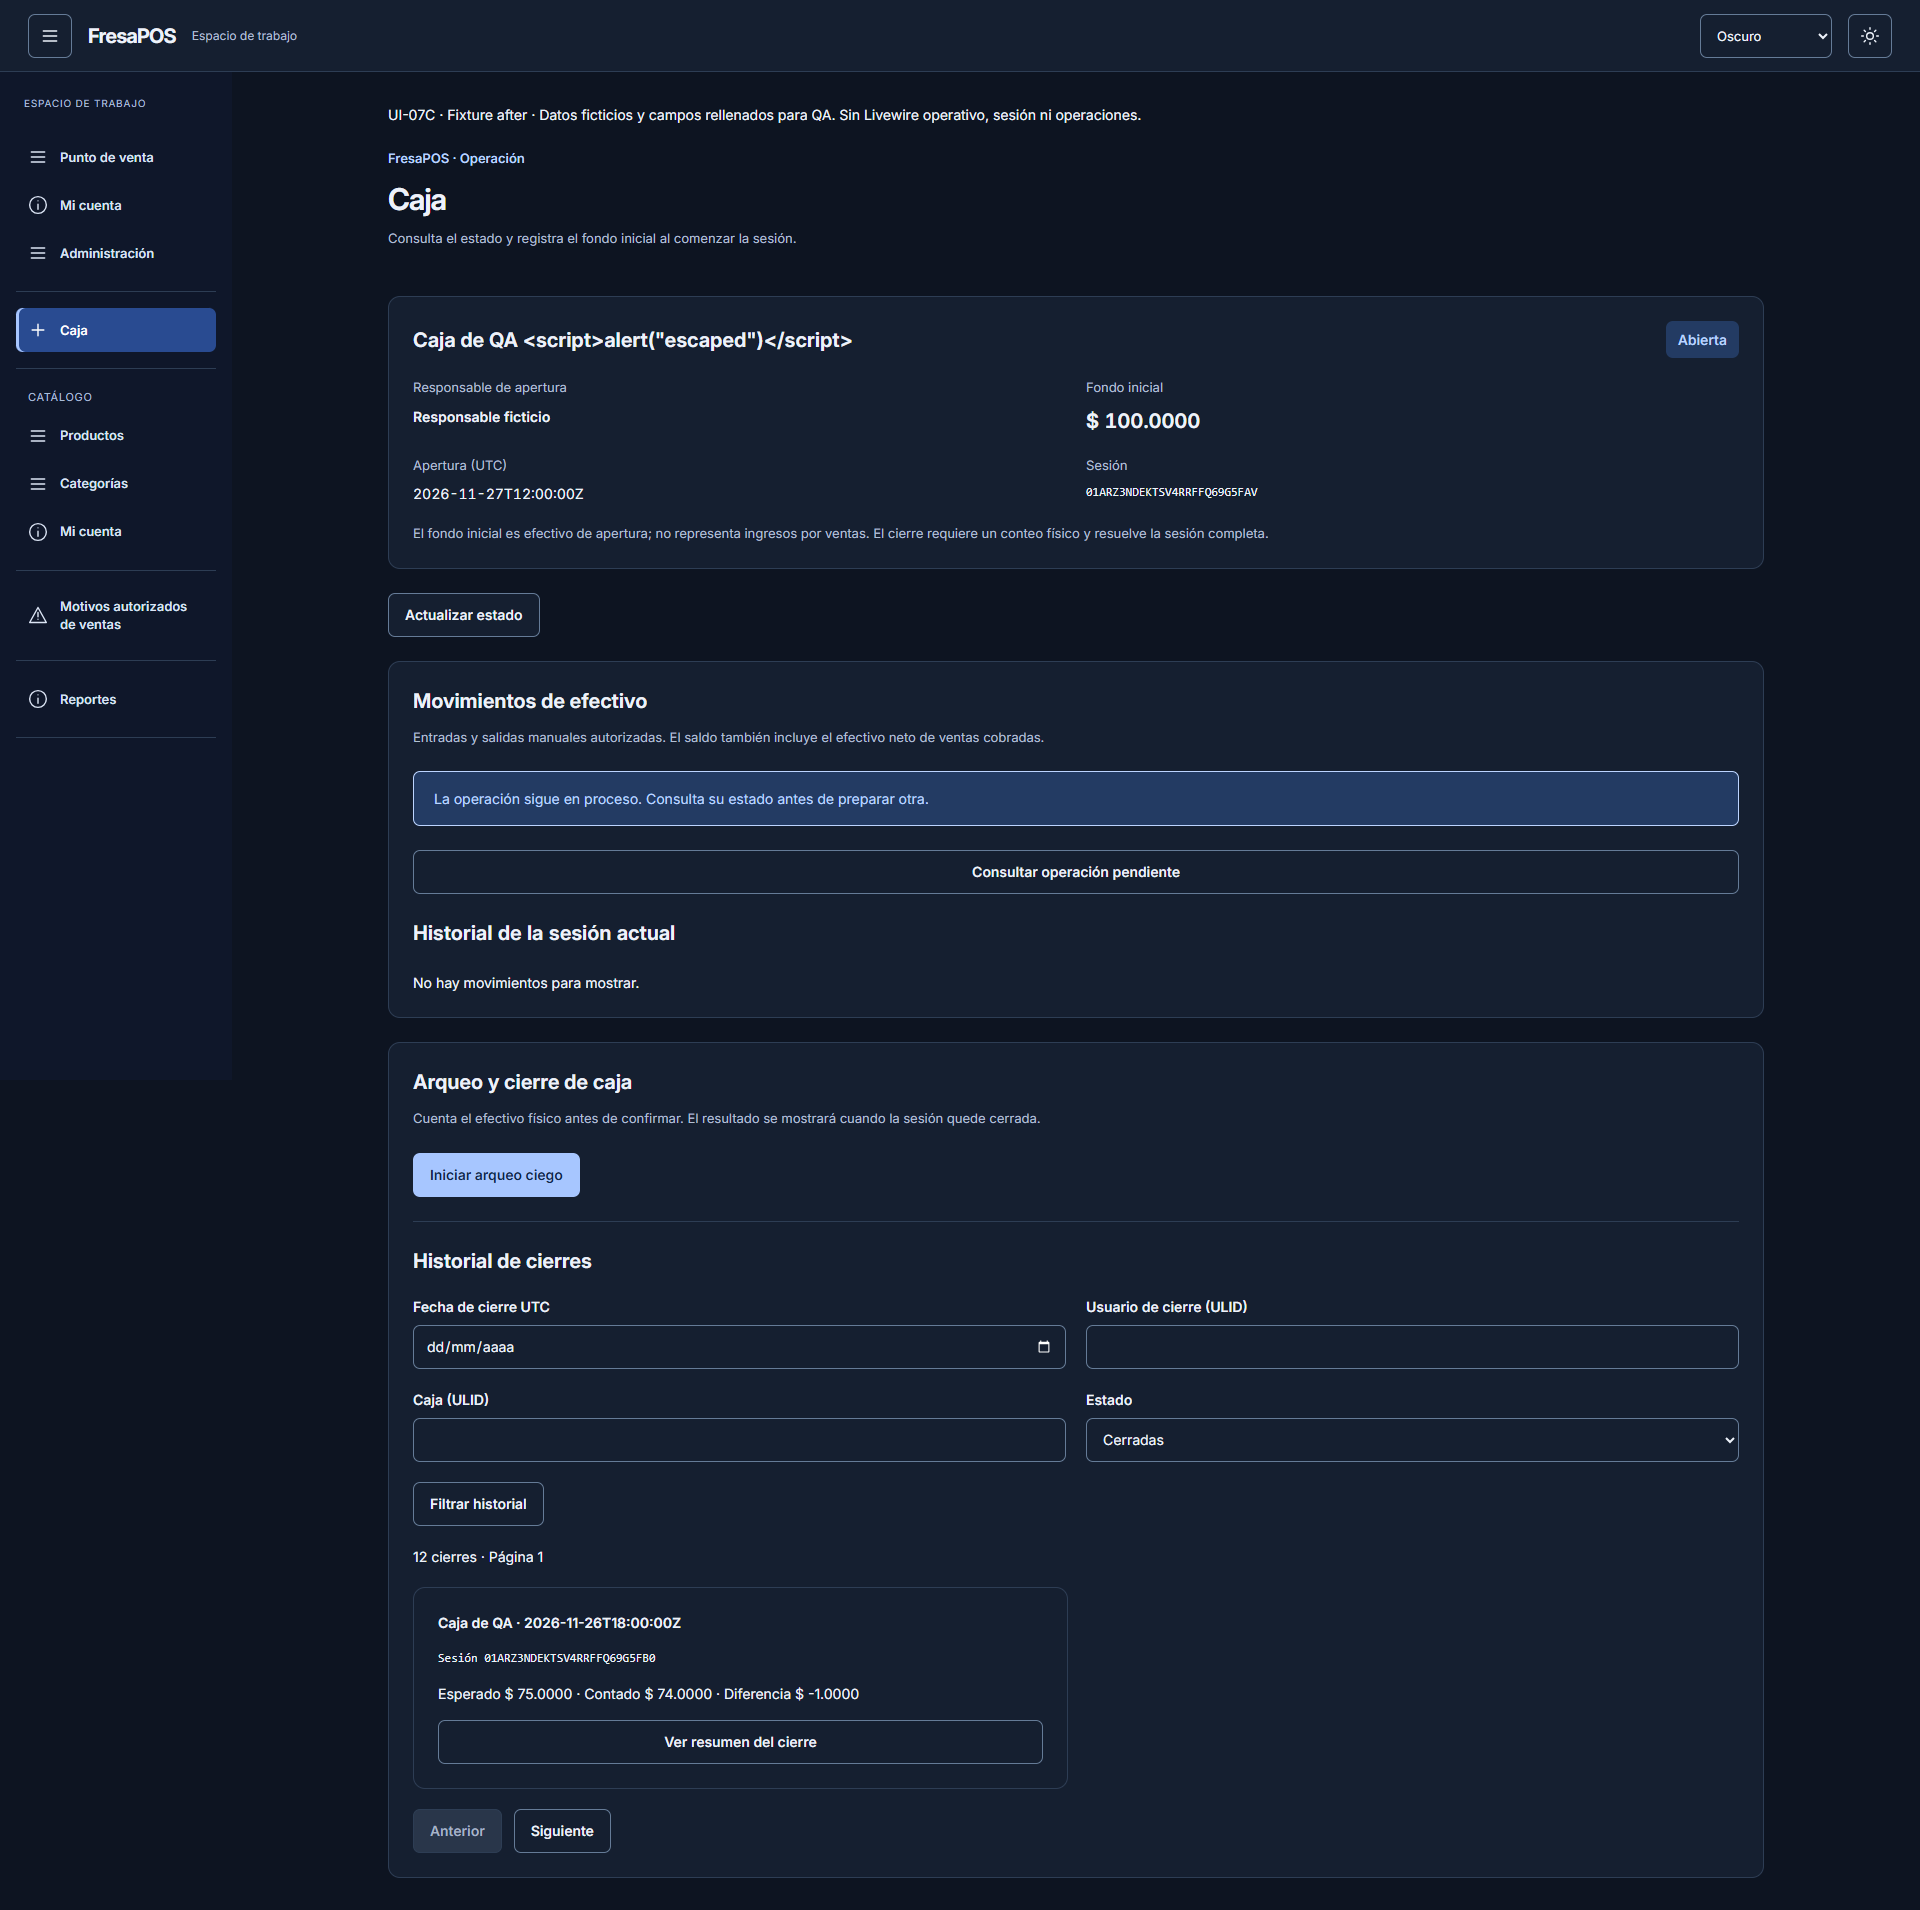 FresaPOS
Espacio de trabajo
Oscuro
ESPACIO DE TRABAJO
Punto de venta
Mi cuenta
Administración
Caja
CATÁLOGO
Productos
Categorías
Mi cuenta
Motivos autorizados
de ventas
Reportes
UI-07C · Fixture after · Datos ficticios y campos rellenados para QA. Sin Livewire operativo, sesión ni operaciones.
FresaPOS · Operación
Caja
Consulta el estado y registra el fondo inicial al comenzar la sesión.
Caja de QA <script>alert("escaped")</script>
Abierta
Responsable de apertura
Responsable ficticio
Fondo inicial
$ 100.0000
Apertura (UTC)
2026-11-27T12:00:00Z
Sesión
01ARZ3NDEKTSV4RRFFQ69G5FAV
El fondo inicial es efectivo de apertura; no representa ingresos por ventas. El cierre requiere un conteo físico y resuelve la sesión completa.
Actualizar estado
Movimientos de efectivo
Entradas y salidas manuales autorizadas. El saldo también incluye el efectivo neto de ventas cobradas.
La operación sigue en proceso. Consulta su estado antes de preparar otra.
Consultar operación pendiente
Historial de la sesión actual
No hay movimientos para mostrar.
Arqueo y cierre de caja
Cuenta el efectivo físico antes de confirmar. El resultado se mostrará cuando la sesión quede cerrada.
Iniciar arqueo ciego
Historial de cierres
Fecha de cierre UTC
dd/mm/aaaa
Usuario de cierre (ULID)
Caja (ULID)
Estado
Cerradas
Filtrar historial
12 cierres · Página 1
Caja de QA · 2026-11-26T18:00:00Z
Sesión 01ARZ3NDEKTSV4RRFFQ69G5FB0
Esperado $ 75.0000 · Contado $ 74.0000 · Diferencia $ -1.0000
Ver resumen del cierre
Anterior
Siguiente